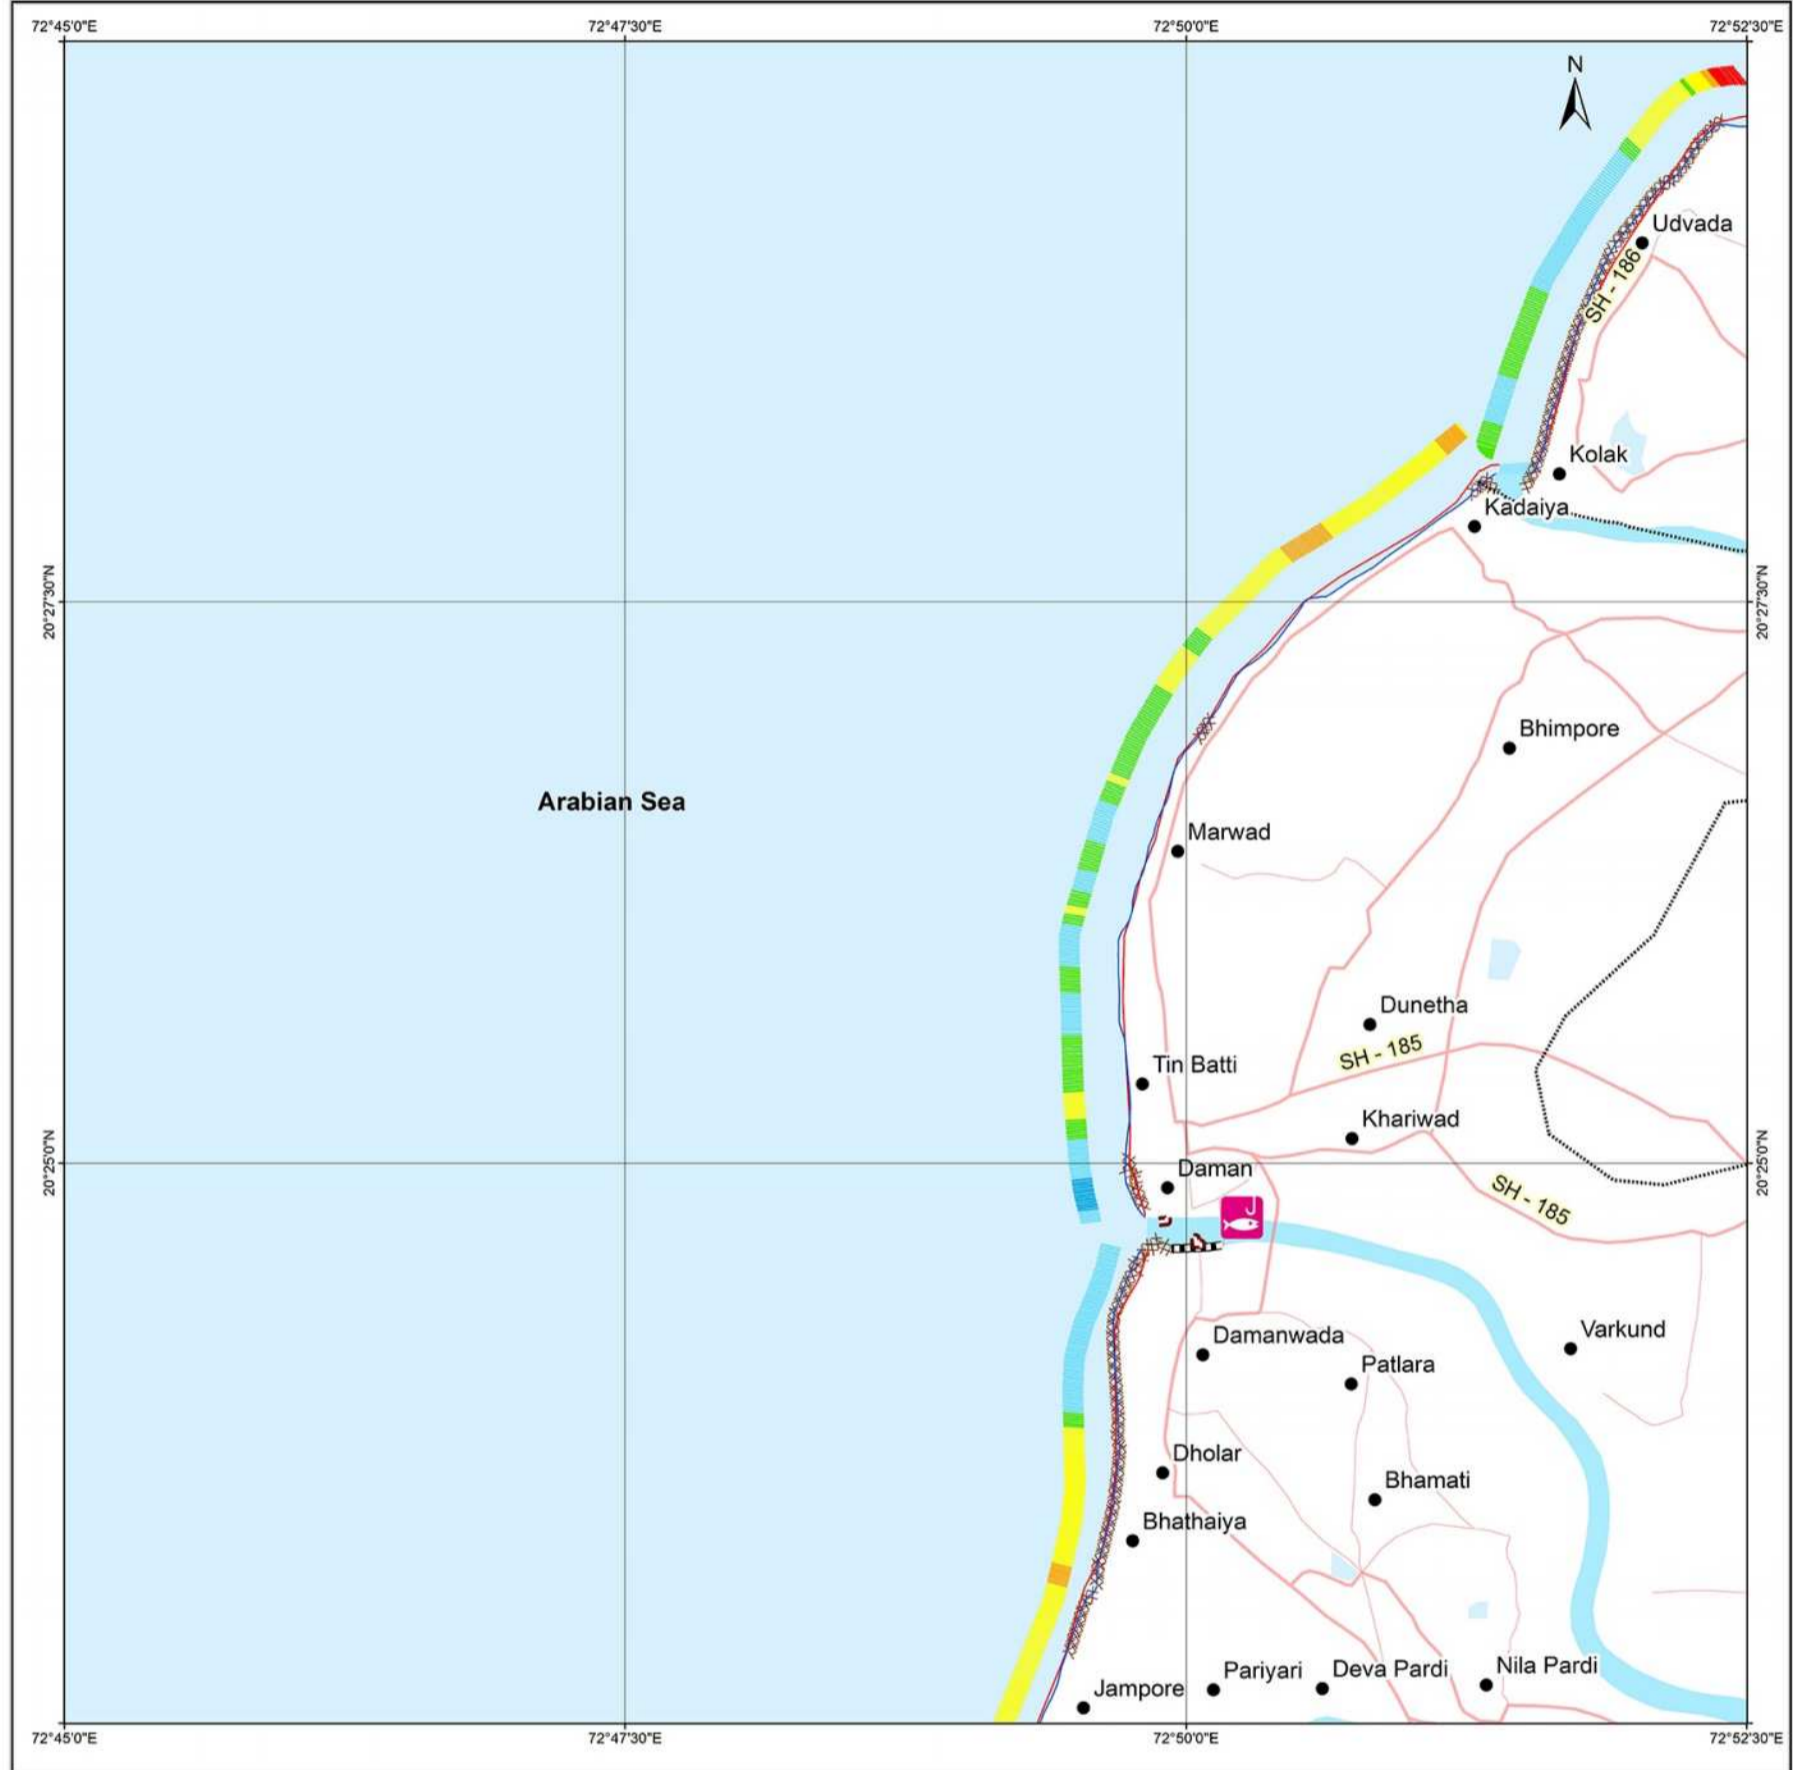 72°45'0"E
72°47'30"E
72°50'0"E
72°52'30"E
N
Udvada
SH - 186
Kolak
Kadaiya
20°27'30"N
20°27'30"N
Bhimpore
Arabian Sea
Marwad
Dunetha
SH - 185
Tin Batti
Khariwad
20°25'0"N
Daman
20°25'0"N
SH - 185
Varkund
Damanwada
Patlara
Dholar
Bhamati
Bhathaiya
Jampore
Pariyari
Deva Pardi
Nila Pardi
72°45'0"E
72°47'30"E
72°50'0"E
72°52'30"E